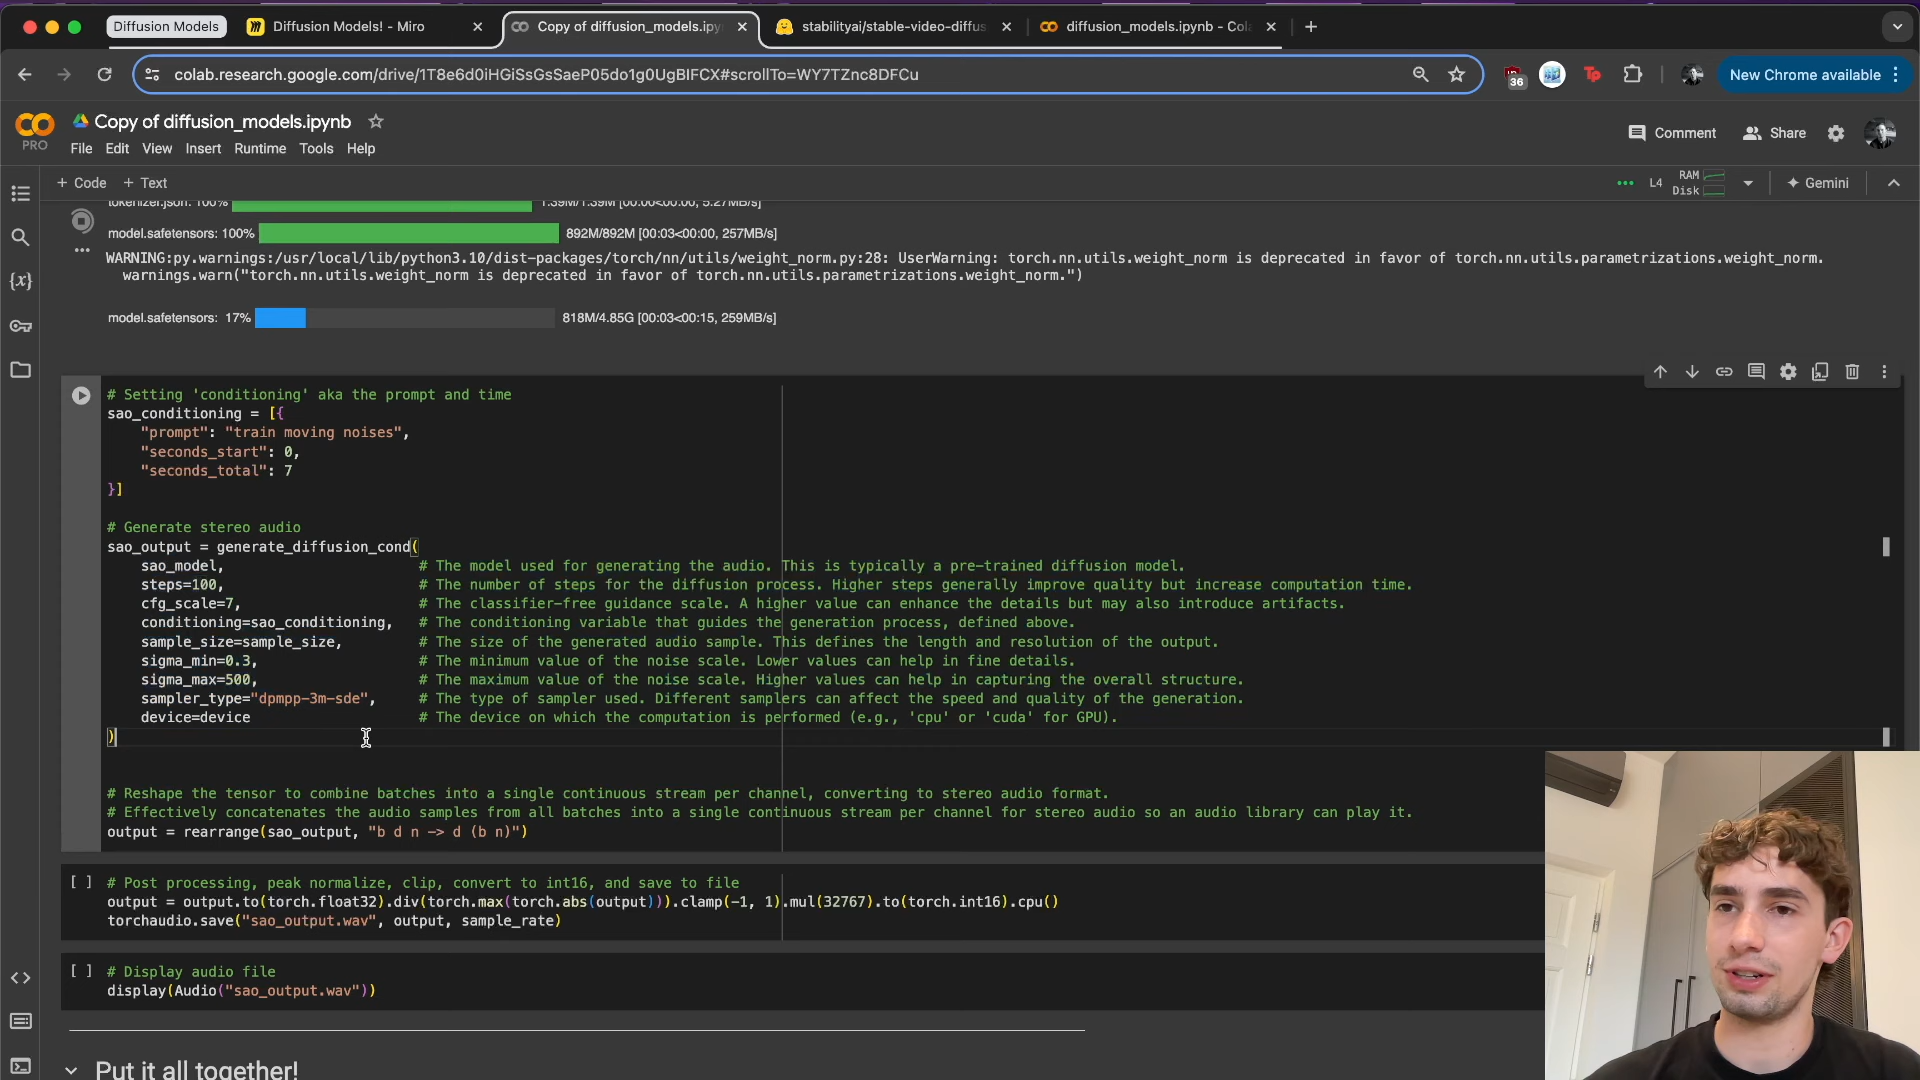 Diffusion Models
Diffusion Models! - Miro
Copy of diffusion_models.ipy
stabilityai/stable-video-diffus
diffusion_models.ipynb - Cola
colab.research.google.com/drive/1T8e6d0iHGiSsGsSaeP05do1g0UgBIFCX#scrollTo=WY7TZnc8DFCu
36
Tp
New Chrome available
PRO
Copy of diffusion_models.ipynb
File Edit View Insert Runtime Tools Help
Comment
Share
+ Code + Text
L4
RAM
Disk
Gemini
tokenizer.json: 100% 1.39M/1.39M [00:00<00:00, 5.27MB/s]
model.safetensors: 100% 892M/892M [00:03<00:00, 257MB/s]
WARNING:py.warnings:/usr/local/lib/python3.10/dist-packages/torch/nn/utils/weight_norm.py:28: UserWarning: torch.nn.utils.weight_norm is deprecated in favor of torch.nn.utils.parametrizations.weight_norm.
warnings.warn("torch.nn.utils.weight_norm is deprecated in favor of torch.nn.utils.parametrizations.weight_norm.")
model.safetensors: 17% 818M/4.85G [00:03<00:15, 259MB/s]
# Setting 'conditioning' aka the prompt and time
sao_conditioning = [{
"prompt": "train moving noises",
"seconds_start": 0,
"seconds_total": 7
}]
# Generate stereo audio
sao_output = generate_diffusion_cond(
sao_model, # The model used for generating the audio. This is typically a pre-trained diffusion model.
steps=100, # The number of steps for the diffusion process. Higher steps generally improve quality but increase computation time.
cfg_scale=7, # The classifier-free guidance scale. A higher value can enhance the details but may also introduce artifacts.
conditioning=sao_conditioning, # The conditioning variable that guides the generation process, defined above.
sample_size=sample_size, # The size of the generated audio sample. This defines the length and resolution of the output.
sigma_min=0.3, # The minimum value of the noise scale. Lower values can help in fine details.
sigma_max=500, # The maximum value of the noise scale. Higher values can help in capturing the overall structure.
sampler_type="dpmpp-3m-sde", # The type of sampler used. Different samplers can affect the speed and quality of the generation.
device=device # The device on which the computation is performed (e.g., 'cpu' or 'cuda' for GPU).
)
# Reshape the tensor to combine batches into a single continuous stream per channel, converting to stereo audio format.
# Effectively concatenates the audio samples from all batches into a single continuous stream per channel for stereo audio so an audio library can play it.
output = rearrange(sao_output, "b d n -> d (b n)")
[ ] # Post processing, peak normalize, clip, convert to int16, and save to file
output = output.to(torch.float32).div(torch.max(torch.abs(output))).clamp(-1, 1).mul(32767).to(torch.int16).cpu()
torchaudio.save("sao_output.wav", output, sample_rate)
[ ] # Display audio file
display(Audio("sao_output.wav"))
Put it all together!